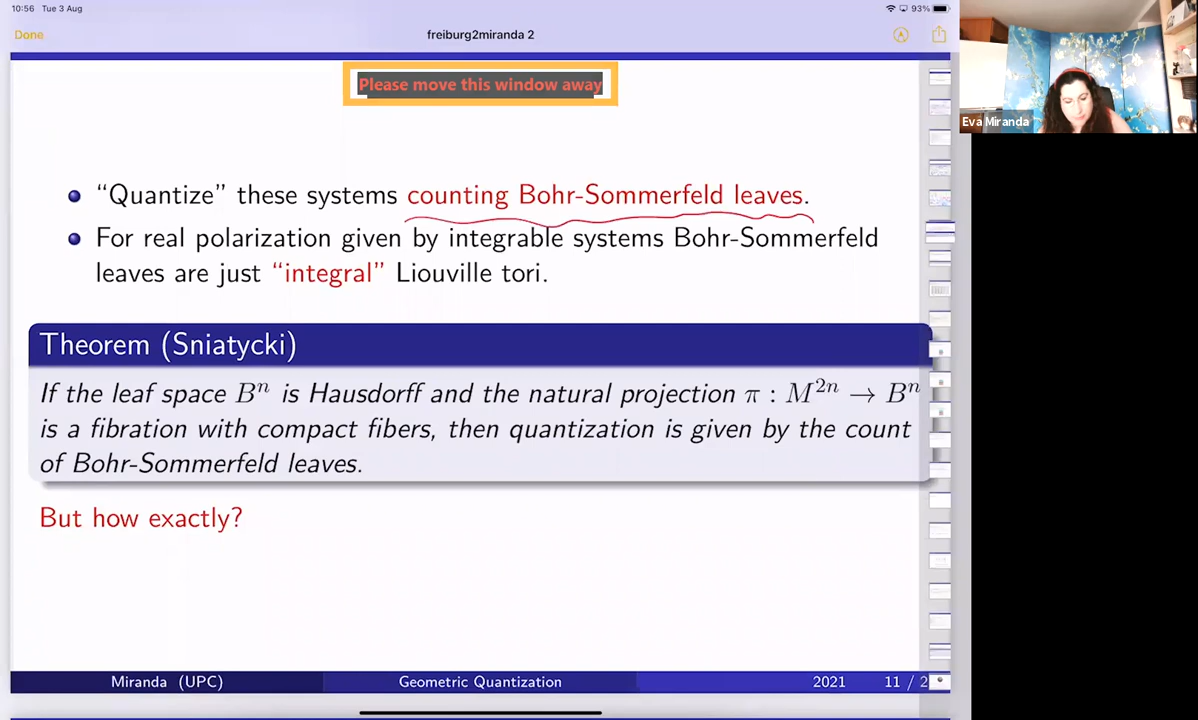 10:56 Tue 3 Aug
93%
Done
freiburg2miranda 2
Please move this window away
Eva Miranda
“Quantize” these systems counting Bohr-Sommerfeld leaves.
For real polarization given by integrable systems Bohr-Sommerfeld
leaves are just “integral” Liouville tori.
Theorem (Sniatycki)
If the leaf space Bⁿ is Hausdorff and the natural projection π : M²ⁿ → Bⁿ
is a fibration with compact fibers, then quantization is given by the count
of Bohr-Sommerfeld leaves.
But how exactly?
Miranda (UPC) Geometric Quantization 2021 11 / 2